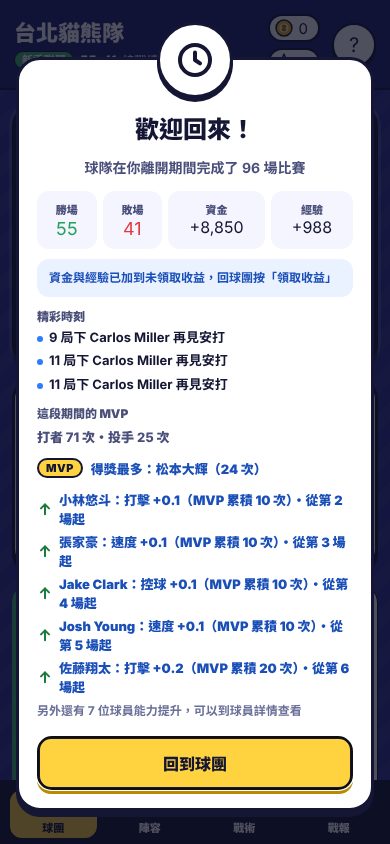 台北貓熊隊
0
?
歡迎回來！
球隊在你離開期間完成了 96 場比賽
勝場 敗場 資金 經驗
55 41 +8,850 +988
資金與經驗已加到未領取收益，回球團按「領取收益」
精彩時刻
9 局下 Carlos Miller 再見安打
11 局下 Carlos Miller 再見安打
11 局下 Carlos Miller 再見安打
這段期間的 MVP
打者 71 次・投手 25 次
MVP 得獎最多：松本大輝（24 次）
小林悠斗：打擊 +0.1（MVP 累積 10 次）・從第 2
場起
張家豪：速度 +0.1（MVP 累積 10 次）・從第 3 場
起
Jake Clark：控球 +0.1（MVP 累積 10 次）・從第
4 場起
Josh Young：速度 +0.1（MVP 累積 10 次）・從
第 5 場起
佐藤翔太：打擊 +0.2（MVP 累積 20 次）・從第 6
場起
另外還有 7 位球員能力提升，可以到球員詳情查看
回到球團
球團 陣容 戰術 戰報